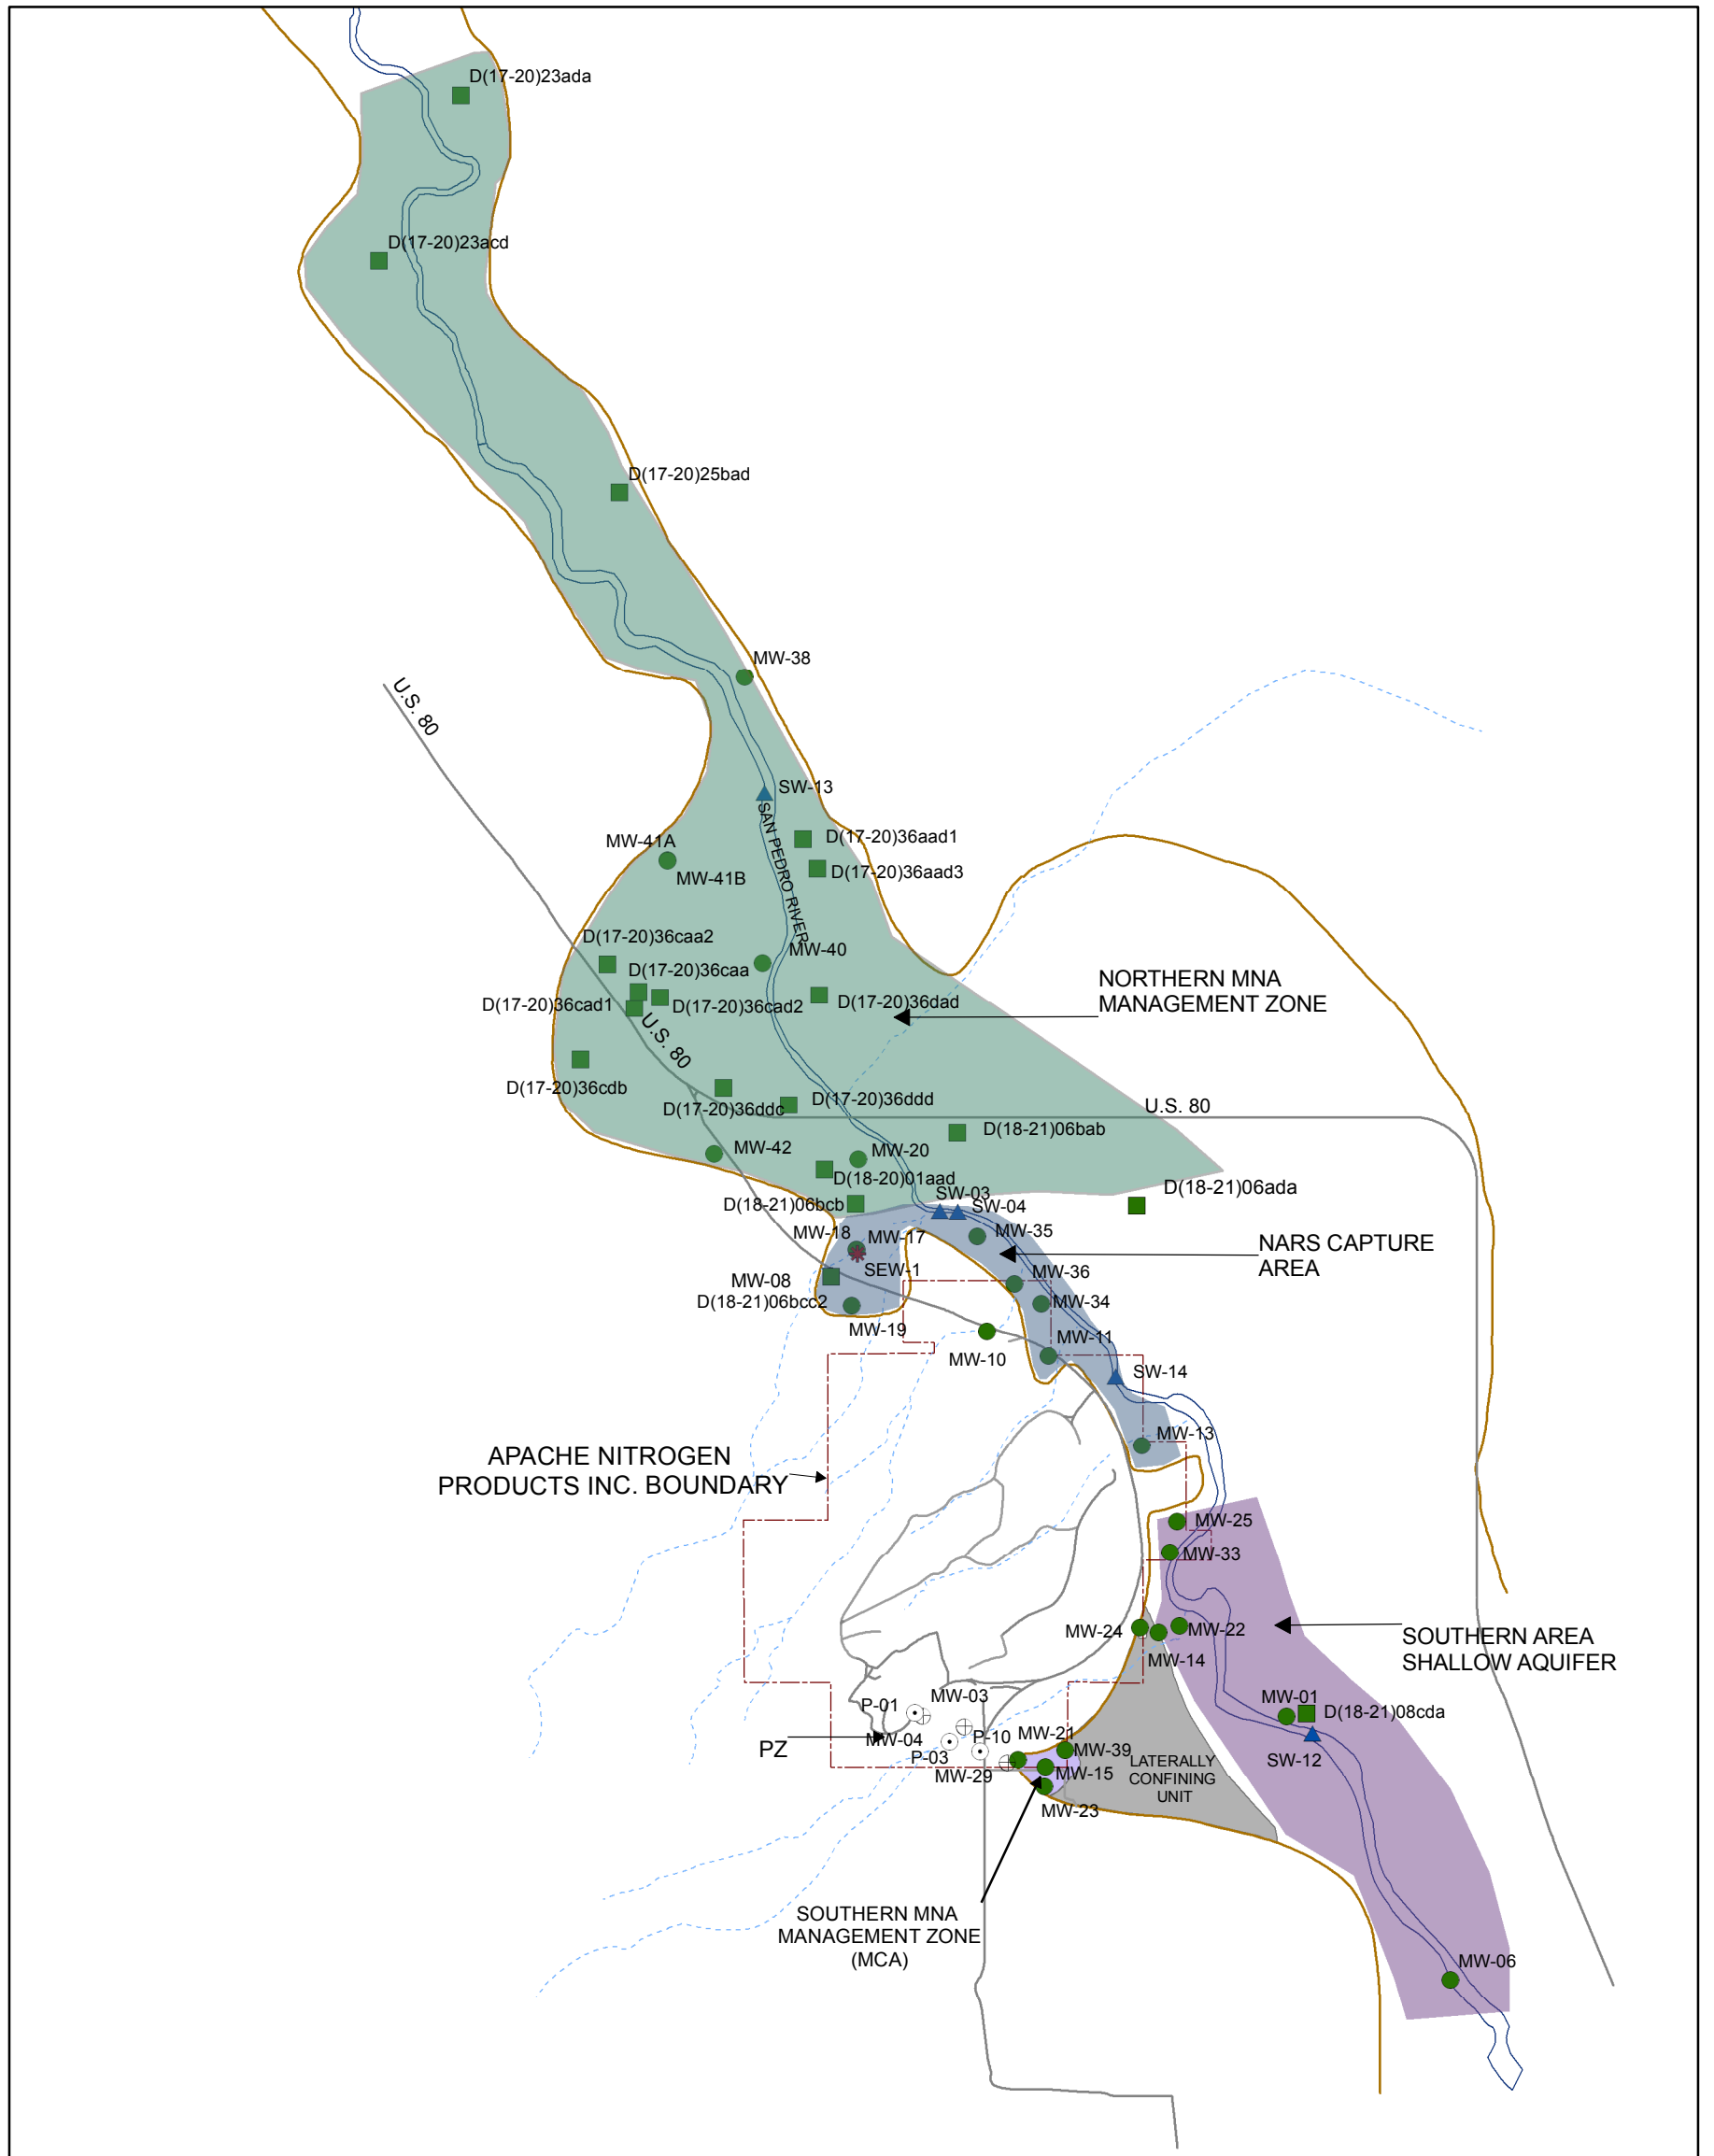 D(17-20)23ada
D(17-20)23acd
D(17-20)25bad
MW-38
U.S. 80
SW-13
SAN PEDRO RIVER
D(17-20)36aad1
MW-41A
D(17-20)36aad3
MW-41B
D(17-20)36caa2
MW-40
D(17-20)36caa
NORTHERN MNA
MANAGEMENT ZONE
D(17-20)36cad1
D(17-20)36cad2
D(17-20)36dad
U.S. 80
D(17-20)36cdb
D(17-20)36ddc
D(17-20)36ddd
U.S. 80
D(18-21)06bab
MW-42
MW-20
D(18-20)01aad
D(18-21)06ada
SW-03
D(18-21)06bcb
SW-04
MW-18
MW-17
MW-35
NARS CAPTURE
AREA
SEW-1
MW-08
MW-36
D(18-21)06bcc2
MW-34
MW-19
MW-11
MW-10
SW-14
MW-13
APACHE NITROGEN
PRODUCTS INC. BOUNDARY
MW-25
MW-33
MW-24
MW-22
MW-14
SOUTHERN AREA
SHALLOW AQUIFER
MW-03
P-01
MW-01
D(18-21)08cda
MW-04
P-10
MW-21
PZ
P-03
MW-39
SW-12
MW-29
MW-15
LATERALLY
CONFINING
UNIT
MW-23
SOUTHERN MNA
MANAGEMENT ZONE
(MCA)
MW-06